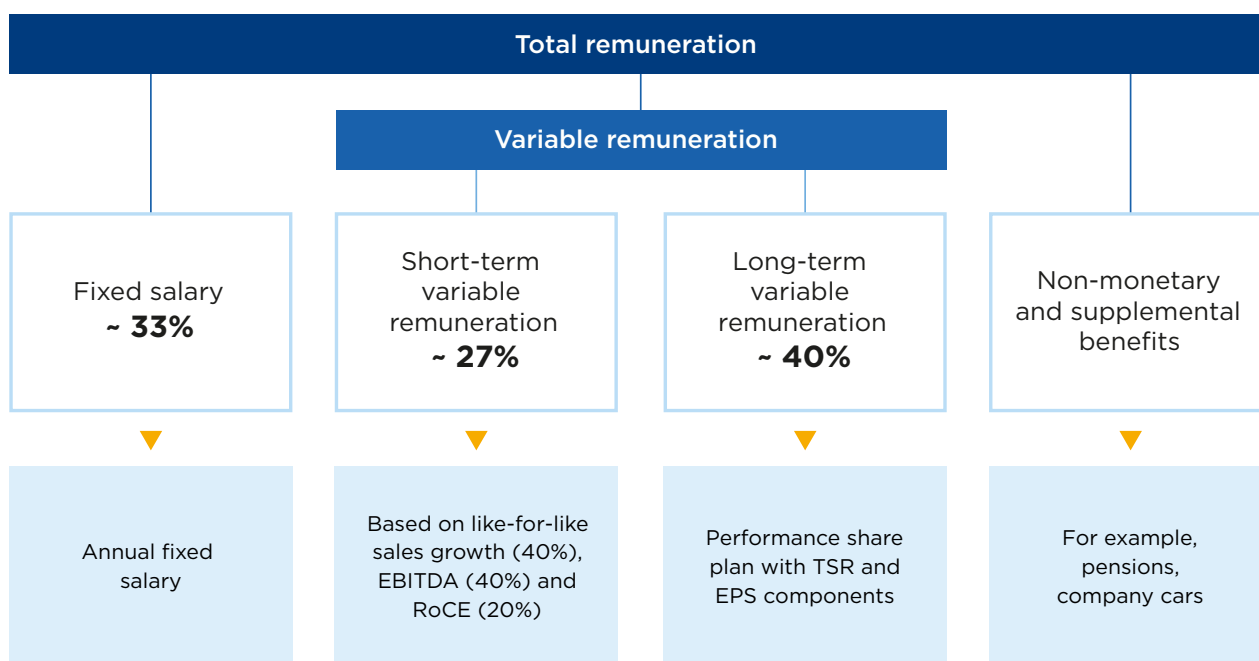 Total remuneration
Variable remuneration
Fixed salary
~ 33%
Short-term
variable
remuneration
~ 27%
Long-term
variable
remuneration
~ 40%
Non-monetary
and supplemental
benefits
Annual fixed
salary
Based on like-for-like
sales growth (40%),
EBITDA (40%) and
RoCE (20%)
Performance share
plan with TSR and
EPS components
For example,
pensions,
company cars